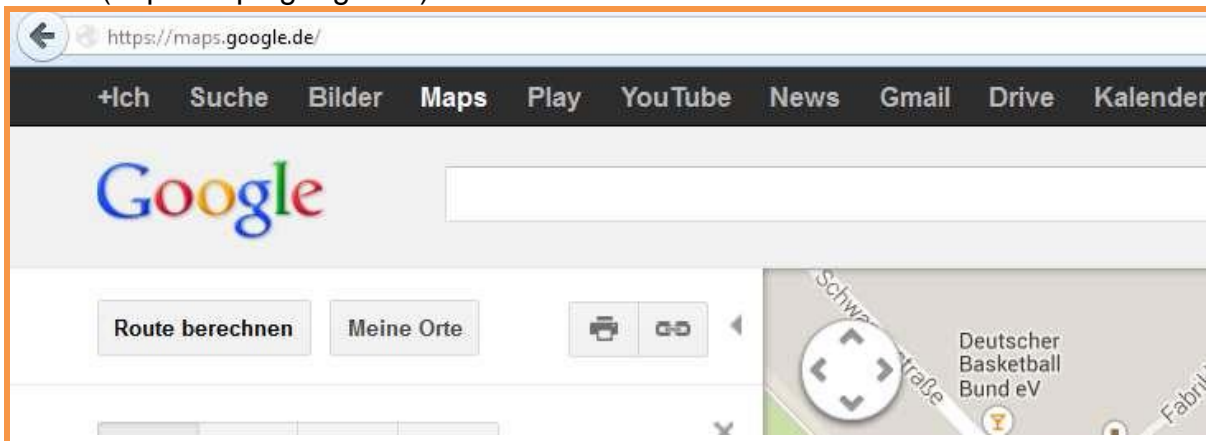 https://maps.google.de/
+Ich Suche Bilder Maps Play YouTube News Gmail Drive Kalender
Google
Route berechnen Meine Orte
Deutscher
Basketball
Bund eV